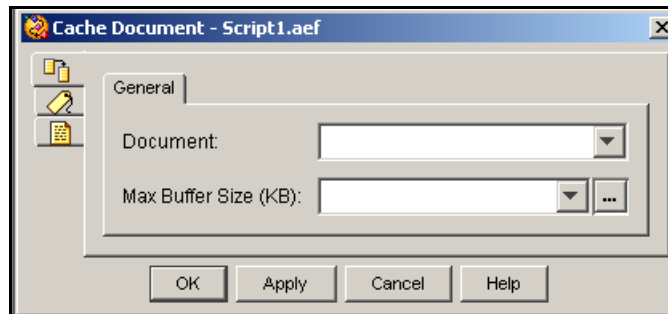 Cache Document - Script1.aef
General
Document:
Max Buffer Size (KB):
...
OK Apply Cancel Help